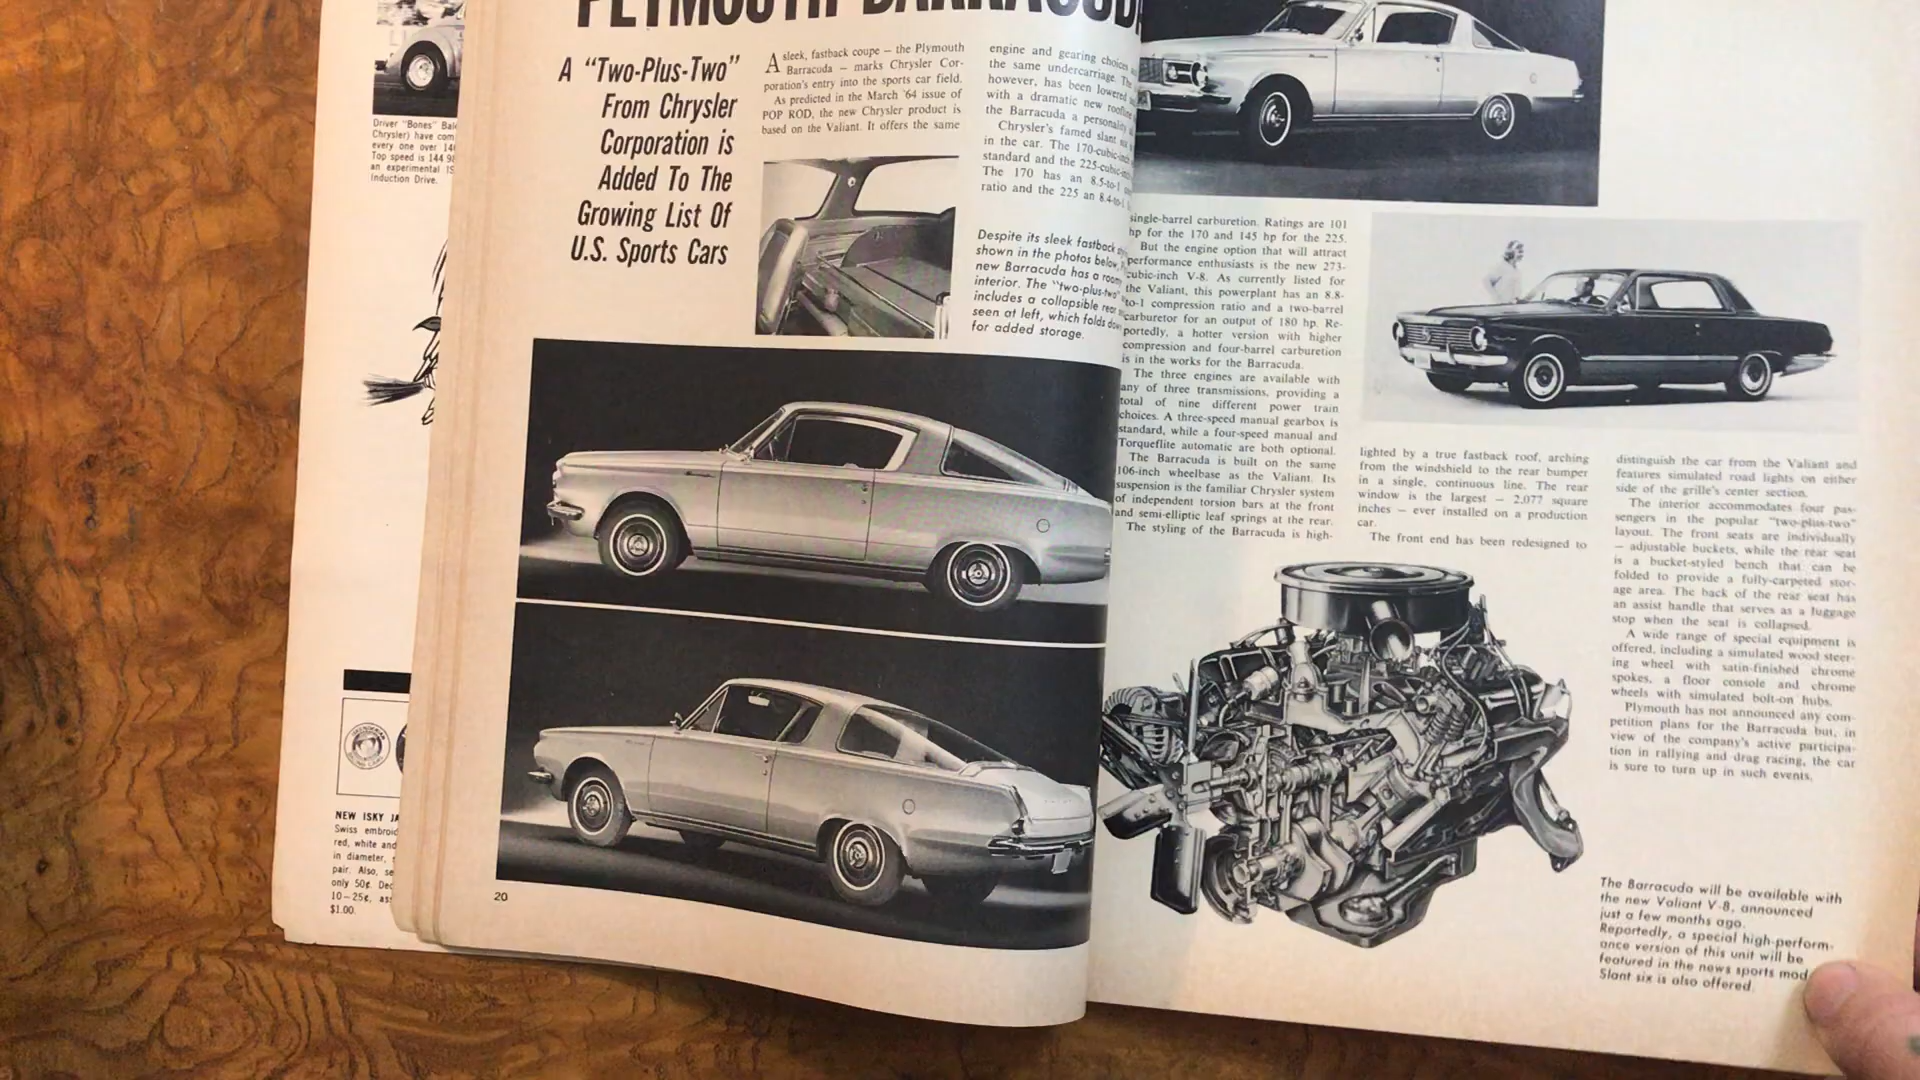 PLYMOUTH BARRACUD
A "Two-Plus-Two"
From Chrysler
Corporation is
Added To The
Growing List Of
U.S. Sports Cars
A sleek, fastback coupe — the Plymouth
Barracuda — marks Chrysler Cor-
poration's entry into the sports car field.
As predicted in the March '64 issue of
POP ROD, the new Chrysler product is
based on the Valiant. It offers the same
engine and gearing choices
the same undercarriage. The
however, has been lowered
with a dramatic new roofline
the Barracuda a personality
Chrysler's famed slant six
in the car. The 170-cubic-inch
standard and the 225-cubic-inch
The 170 has an 8.5-to-1
ratio and the 225 an 8.4-to-1
Despite its sleek fastback
shown in the photos below,
new Barracuda has a roomy
interior. The "two-plus-two"
includes a collapsible rear
seen at left, which folds down
for added storage.
20
single-barrel carburetion. Ratings are 101
hp for the 170 and 145 hp for the 225.
But the engine option that will attract
performance enthusiasts is the new 273-
cubic-inch V-8. As currently listed for
the Valiant, this powerplant has an 8.8-
to-1 compression ratio and a two-barrel
carburetor for an output of 180 hp. Re-
portedly, a hotter version with higher
compression and four-barrel carburetion
is in the works for the Barracuda.
The three engines are available with
any of three transmissions, providing a
total of nine different power train
choices. A three-speed manual gearbox is
standard, while a four-speed manual and
Torqueflite automatic are both optional.
The Barracuda is built on the same
106-inch wheelbase as the Valiant. Its
suspension is the familiar Chrysler system
of independent torsion bars at the front
and semi-elliptic leaf springs at the rear.
The styling of the Barracuda is high-
lighted by a true fastback roof, arching
from the windshield to the rear bumper
in a single, continuous line. The rear
window is the largest — 2,077 square
inches — ever installed on a production
car.
The front end has been redesigned to
distinguish the car from the Valiant and
features simulated road lights on either
side of the grille's center section.
The interior accommodates four pas-
sengers in the popular "two-plus-two"
layout. The front seats are individually
— adjustable buckets, while the rear seat
is a bucket-styled bench that can be
folded to provide a fully-carpeted stor-
age area. The back of the rear seat has
an assist handle that serves as a luggage
stop when the seat is collapsed.
A wide range of special equipment is
offered, including a simulated wood steer-
ing wheel with satin-finished chrome
spokes, a floor console and chrome
wheels with simulated bolt-on hubs.
Plymouth has not announced any com-
petition plans for the Barracuda but, in
view of the company's active participa-
tion in rallying and drag racing, the car
is sure to turn up in such events.
The Barracuda will be available with
the new Valiant V-8, announced
just a few months ago.
Reportedly, a special high-perform-
ance version of this unit will be
featured in the news sports mod
Slant six is also offered.
Driver "Bones" Bal
Chrysler) have com
every one over 14
Top speed is 144.98
an experimental
Induction Drive.
NEW ISKY JA
Swiss embroid
red, white and
in diameter,
pair. Also, se
only 50¢. Dec
10–25¢, as
$1.00.